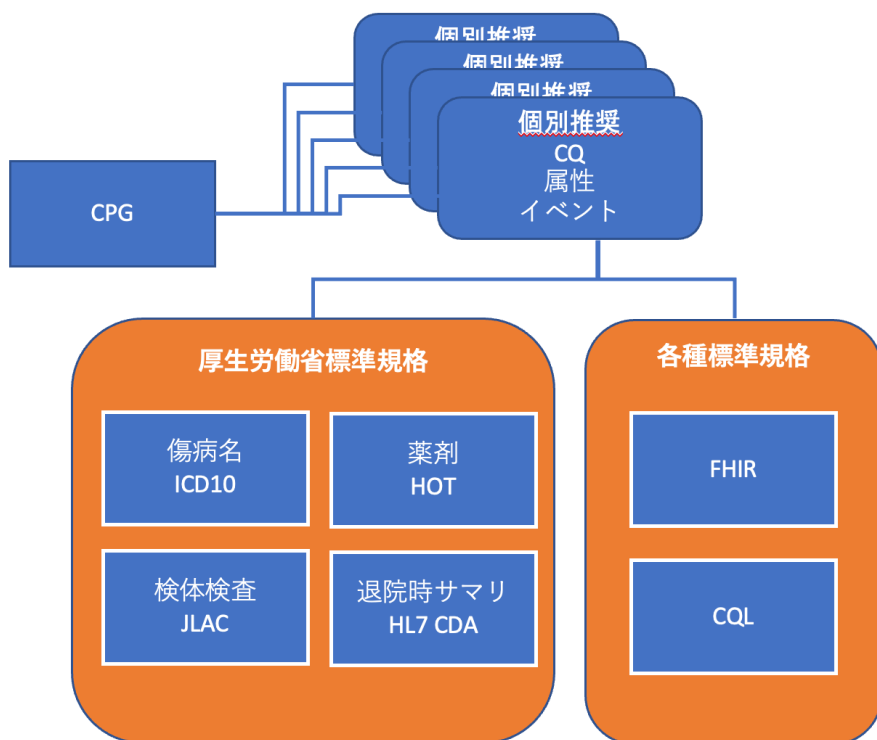 個別推奨
個別推奨
個別推奨
個別推奨
CQ
属性
イベント
CPG
厚生労働省標準規格
傷病名
ICD10
薬剤
HOT
検体検査
JLAC
退院時サマリ
HL7 CDA
各種標準規格
FHIR
CQL